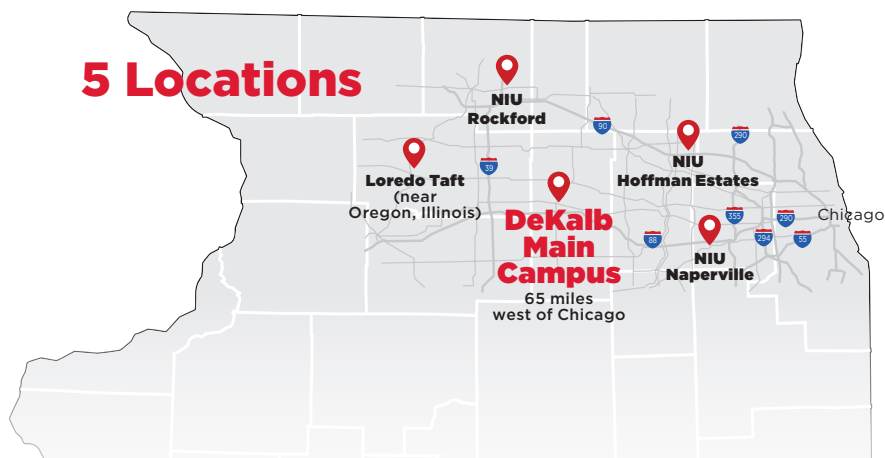 5 Locations
NIU
Rockford
90
290
NIU
Hoffman Estates
39
Loredo Taft
(near
Oregon, Illinois)
DeKalb
Main
Campus
65 miles
west of Chicago
355
290
Chicago
88
294
55
NIU
Naperville